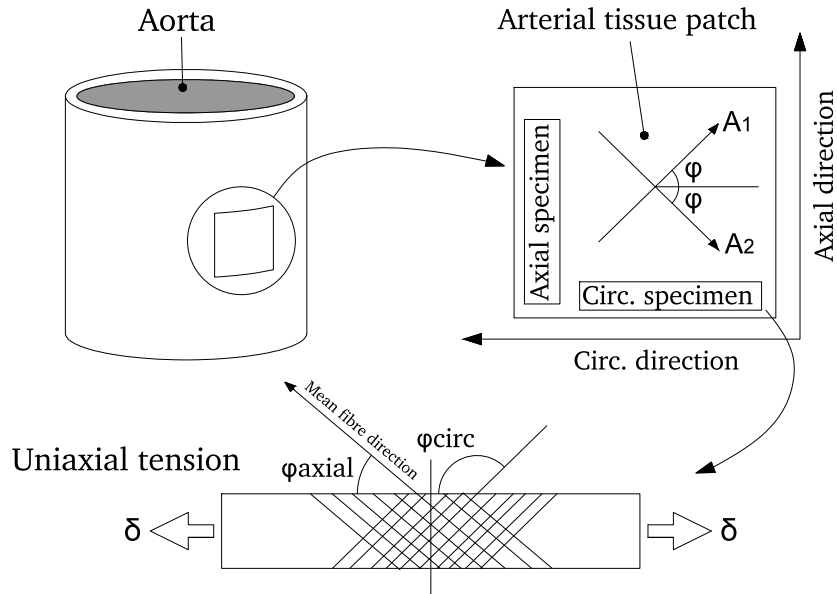 Aorta
Arterial tissue patch
Axial direction
A1
φ
φ
A2
Axial specimen
Circ. specimen
Circ. direction
Mean fibre direction
φcirc
φaxial
Uniaxial tension
δ
δ